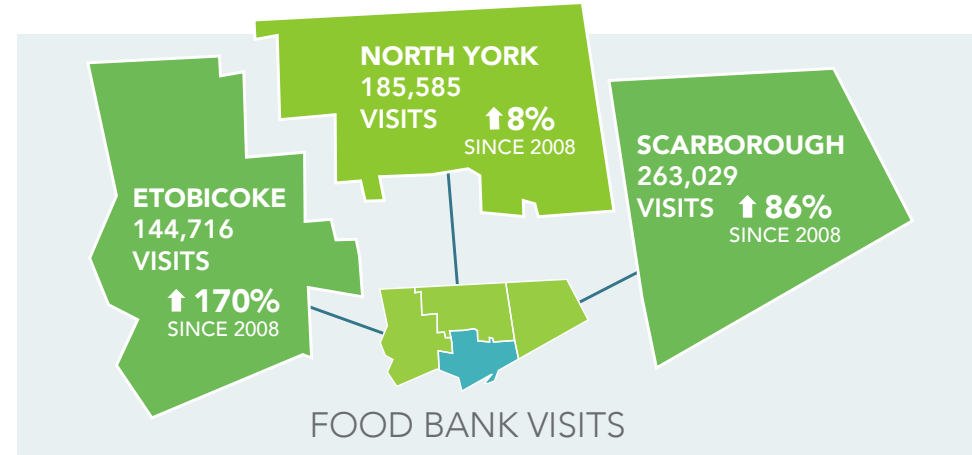 NORTH YORK
185,585
VISITS ⬆8%
SINCE 2008
SCARBOROUGH
263,029
VISITS ⬆86%
SINCE 2008
ETOBICOKE
144,716
VISITS
⬆170%
SINCE 2008
FOOD BANK VISITS